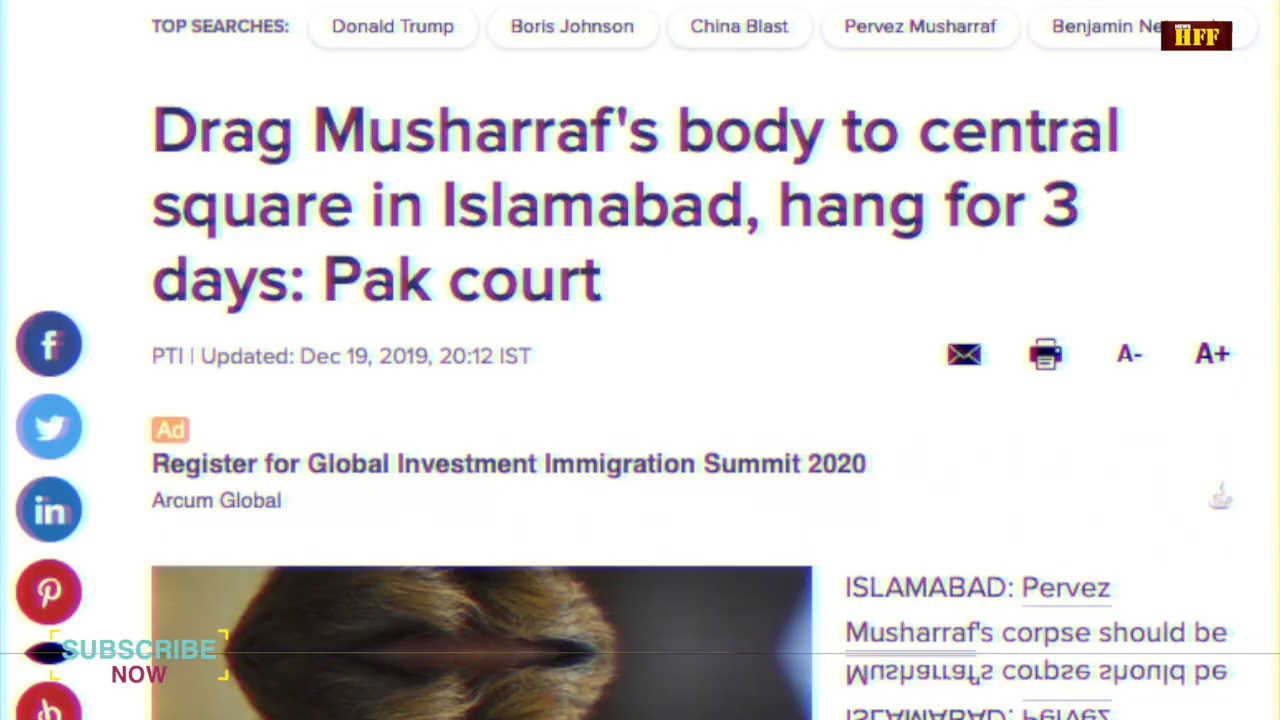 TOP SEARCHES: Donald Trump Boris Johnson China Blast Pervez Musharraf Benjamin
NEWS
HFF
Drag Musharraf's body to central
square in Islamabad, hang for 3
days: Pak court
PTI | Updated: Dec 19, 2019, 20:12 IST
A- A+
Ad
Register for Global Investment Immigration Summit 2020
Arcum Global
ISLAMABAD: Pervez
Musharraf's corpse should be
SUBSCRIBE
NOW